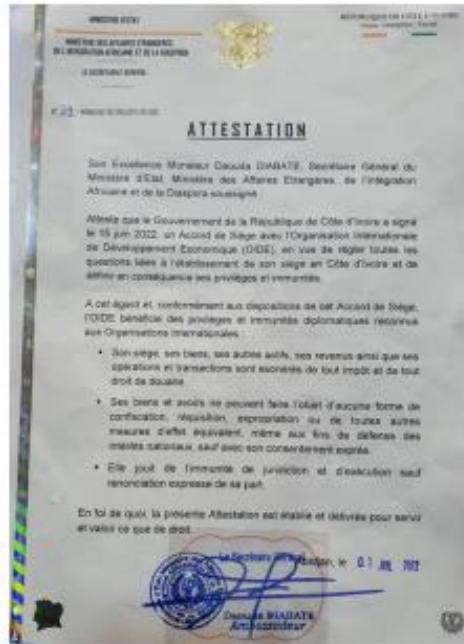 MINISTERE D'ETAT
MINISTERE DES AFFAIRES ETRANGERES,
DE L'INTEGRATION AFRICAINE ET DE LA DIASPORA
LE SECRETAIRE GENERAL
ATTESTATION
Son Excellence Monsieur Daouda DIABATE, Secrétaire Général du
Ministère d'Etat, Ministère des Affaires Etrangères, de l'Intégration
Africaine et de la Diaspora soussigné :
Atteste que le Gouvernement de la République de Côte d'Ivoire a signé
le juin 2022, un Accord de Siège avec l'Organisation Internationale
de Développement Economique (OIDE), en vue de régler toutes les
questions liées à l'établissement de son siège en Côte d'Ivoire et de
définir en conséquence ses privilèges et immunités.
A cet égard et, conformément aux dispositions de cet Accord de Siège,
l'OIDE bénéficie des privilèges et immunités diplomatiques reconnus
aux Organisations Internationales :
• Son siège, ses biens, ses autres actifs, ses revenus ainsi que ses
opérations et transactions sont exonérés de tout impôt et de tout
droit de douane
• Ses biens et avoirs ne peuvent faire l'objet d'aucune forme de
confiscation, réquisition, expropriation ou de toutes autres
mesures d'effet équivalent, même aux fins de défense des
intérêts nationaux, sauf avec son consentement exprès.
• Elle jouit de l'immunité de juridiction et d'exécution sauf
renonciation expresse de sa part.
En foi de quoi, la présente Attestation est établie et délivrée pour servir
et valoir ce que de droit.
Le Secrétaire Général
Abidjan, le
Daouda DIABATE
Ambassadeur